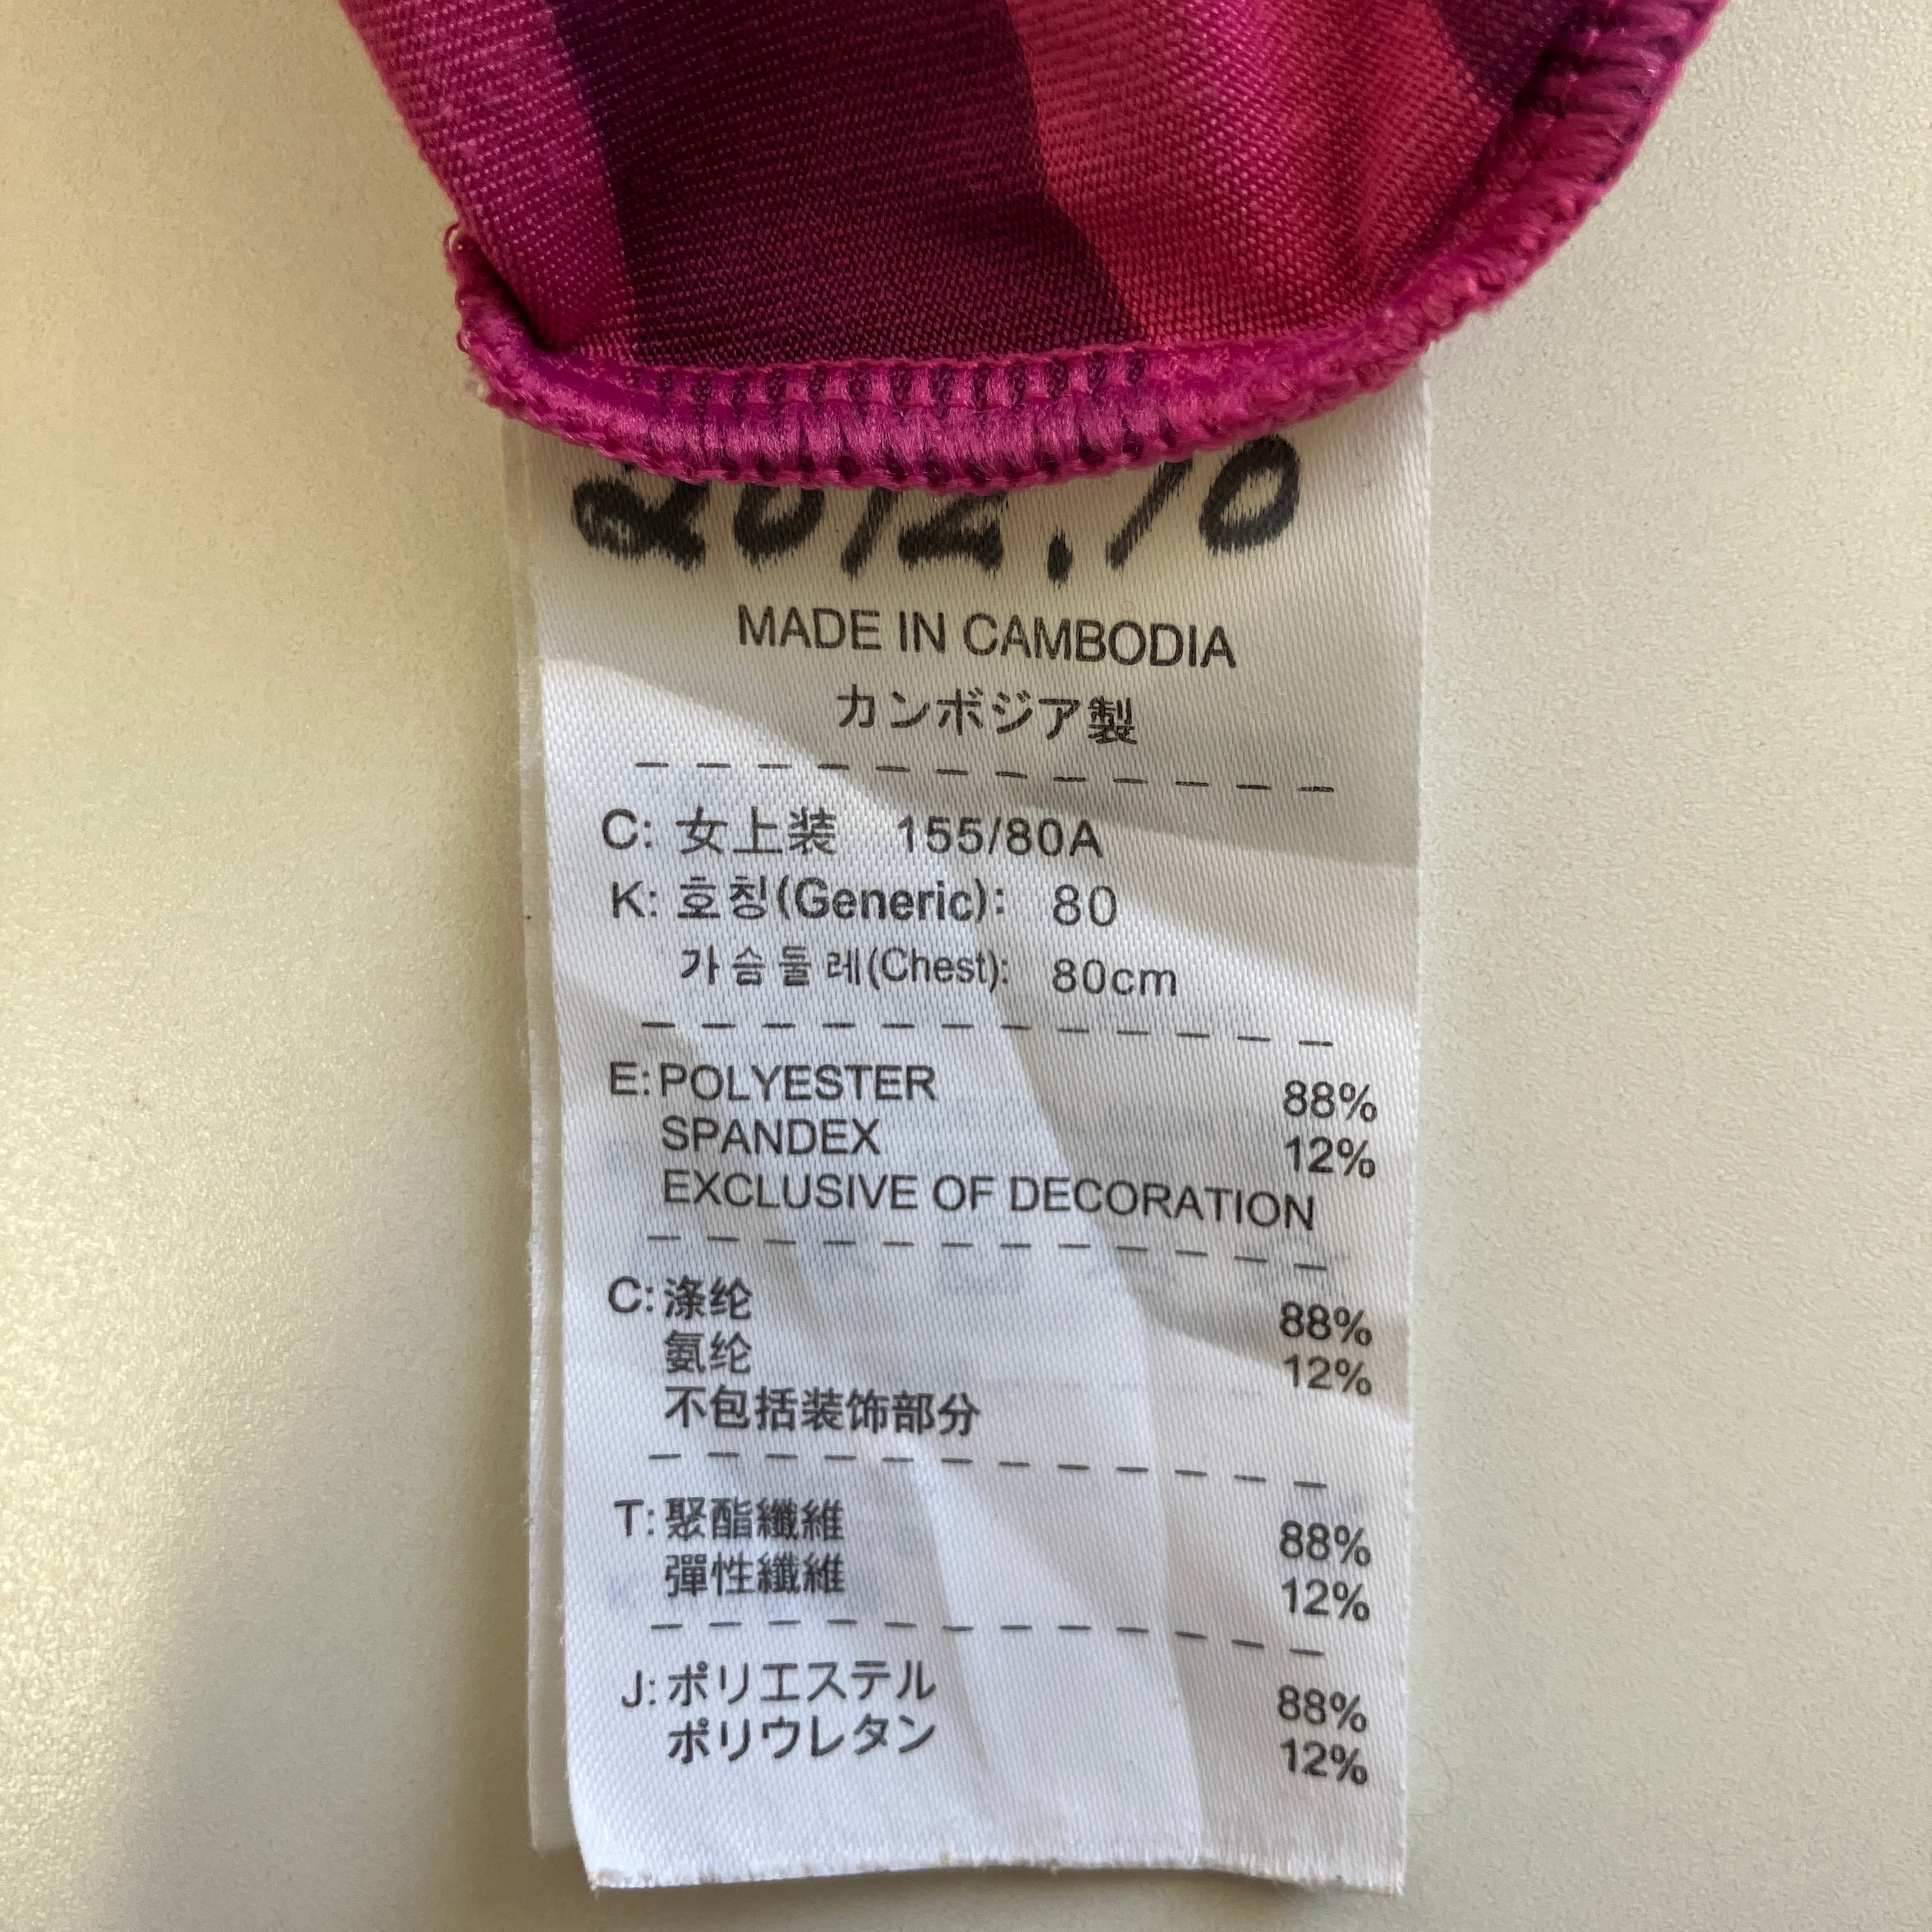 2012.10
MADE IN CAMBODIA
カンボジア製
C: 女上装 155/80A
K: 호칭(Generic): 80
가슴둘레(Chest): 80cm
E: POLYESTER 88%
SPANDEX 12%
EXCLUSIVE OF DECORATION
C: 涤纶 88%
氨纶 12%
不包括装饰部分
T: 聚酯纖維 88%
彈性纖維 12%
J: ポリエステル 88%
ポリウレタン 12%